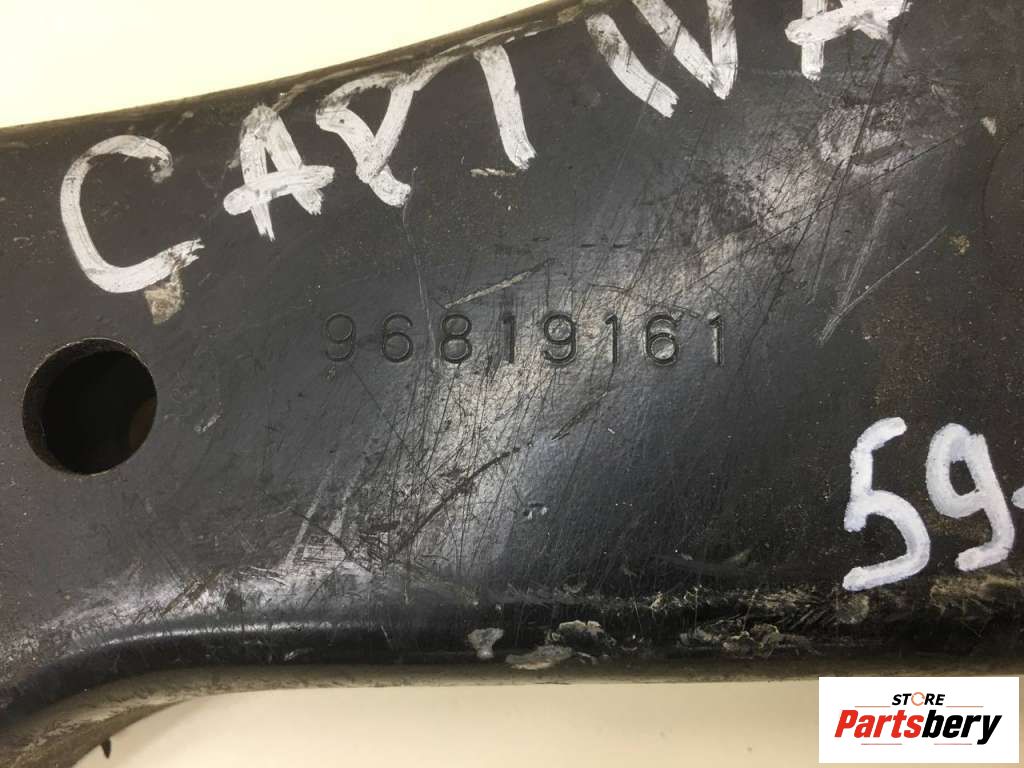 CAPTIVA
96819161
59-
STORE
Partsbery